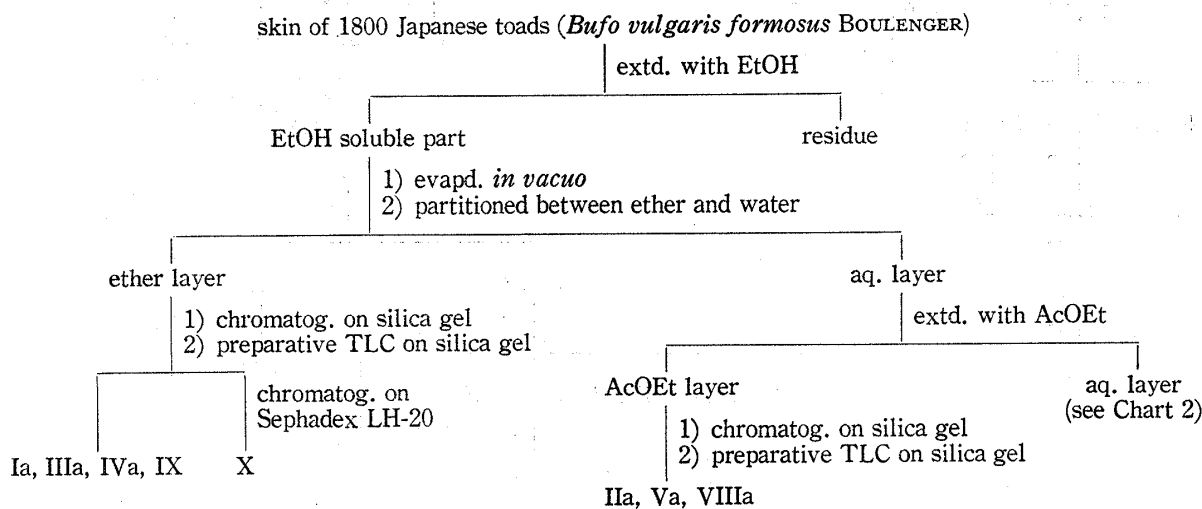 skin of 1800 Japanese toads (Bufo vulgaris formosus BOULENGER)
extd. with EtOH
EtOH soluble part
residue
1) evapd. in vacuo
2) partitioned between ether and water
ether layer
aq. layer
1) chromatog. on silica gel
2) preparative TLC on silica gel
extd. with AcOEt
chromatog. on
Sephadex LH-20
AcOEt layer
aq. layer
(see Chart 2)
1) chromatog. on silica gel
2) preparative TLC on silica gel
Ia, IIIa, IVa, IX
X
IIa, Va, VIIIa